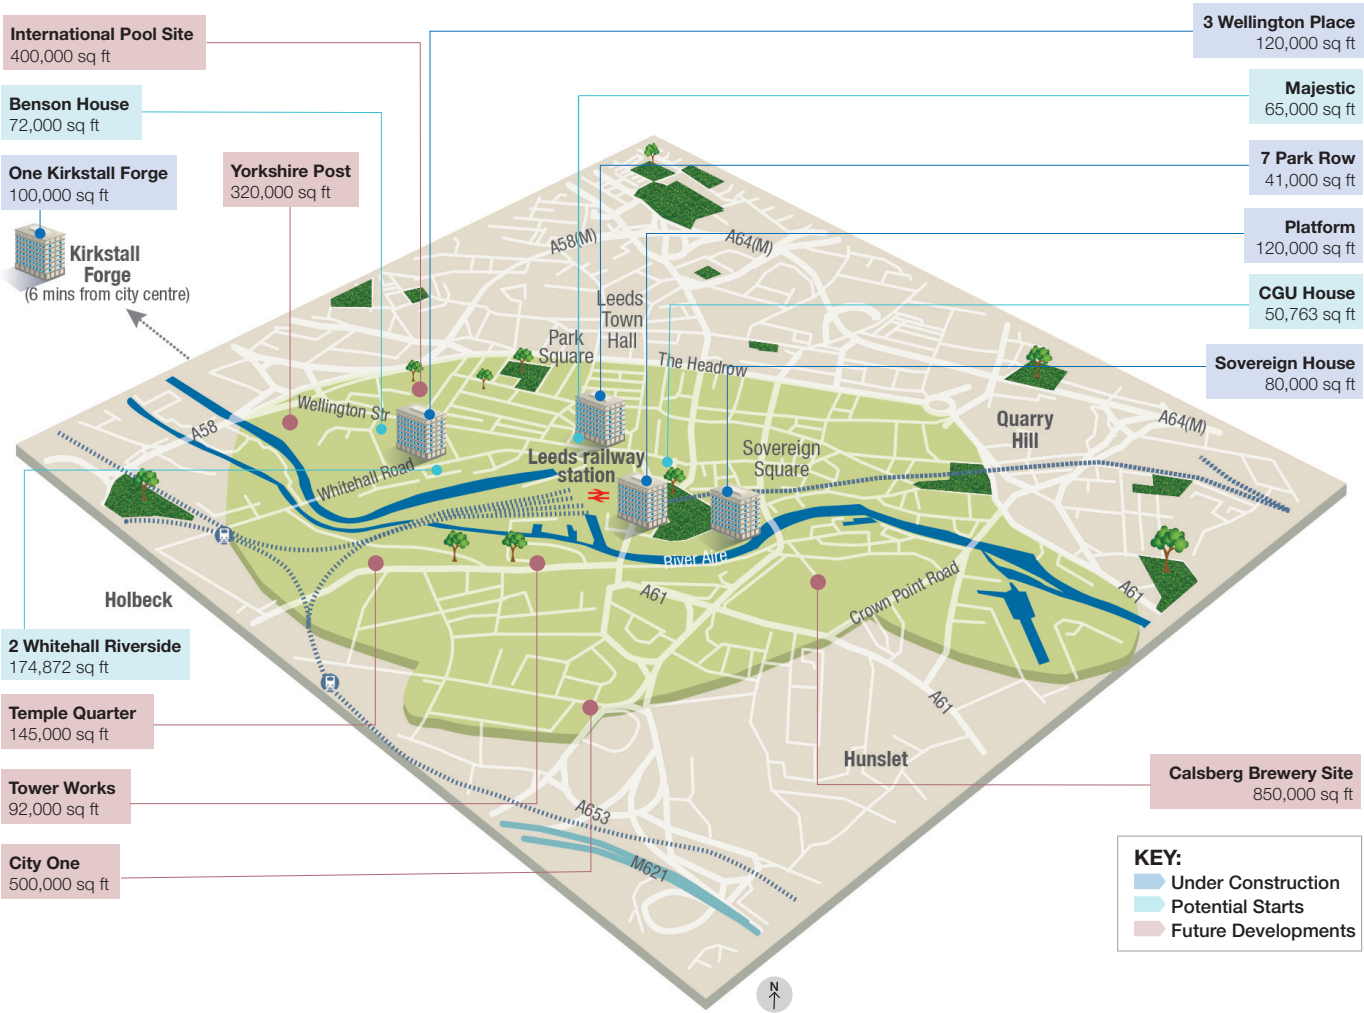 International Pool Site
400,000 sq ft
Benson House
72,000 sq ft
One Kirkstall Forge
100,000 sq ft
Yorkshire Post
320,000 sq ft
3 Wellington Place
120,000 sq ft
Majestic
65,000 sq ft
7 Park Row
41,000 sq ft
Platform
120,000 sq ft
CGU House
50,763 sq ft
Sovereign House
80,000 sq ft
Kirkstall
Forge
(6 mins from city centre)
A58(M)
A64(M)
Leeds
Town
Hall
Park
Square
The Headrow
Wellington Str
A58
Whitehall Road
Leeds railway
station
Sovereign
Square
Quarry
Hill
A64(M)
River Aire
A61
Crown Point Road
A61
A61
Holbeck
Hunslet
A653
M621
2 Whitehall Riverside
174,872 sq ft
Temple Quarter
145,000 sq ft
Tower Works
92,000 sq ft
City One
500,000 sq ft
Calsberg Brewery Site
850,000 sq ft
KEY:
Under Construction
Potential Starts
Future Developments
N